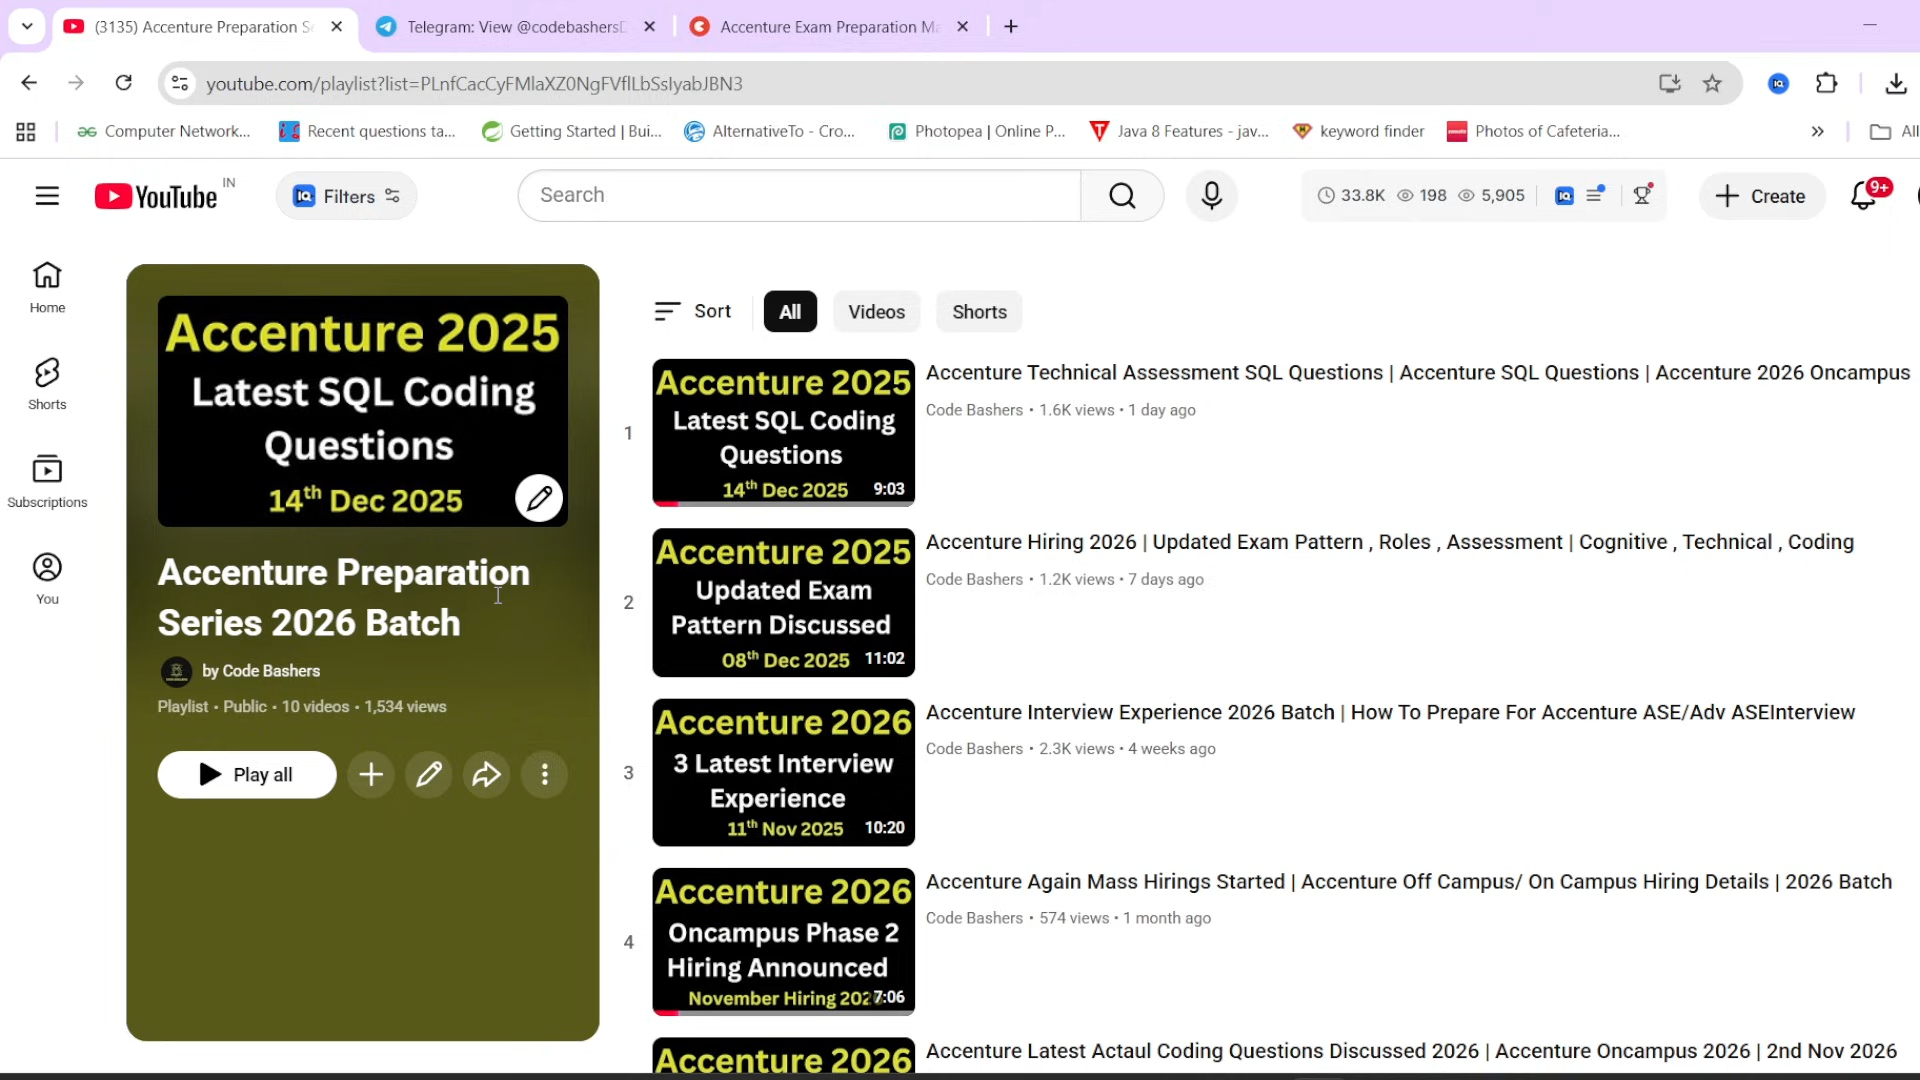 (3135) Accenture Preparation S
Telegram: View @codebashersD
Accenture Exam Preparation Ma
youtube.com/playlist?list=PLnfCacCyFMlaXZ0NgFVflLbSsIyabJBN3
Computer Network...
Recent questions ta...
Getting Started | Bui...
AlternativeTo - Cro...
Photopea | Online P...
Java 8 Features - jav...
keyword finder
Photos of Cafeteria...
All
YouTube IN
Filters
Search
33.8K
198
5,905
Create
9+
Home
Shorts
Subscriptions
You
Accenture 2025
Latest SQL Coding
Questions
14th Dec 2025
Accenture Preparation
Series 2026 Batch
by Code Bashers
Playlist • Public • 10 videos • 1,534 views
Play all
Sort
All
Videos
Shorts
1
Accenture 2025
Latest SQL Coding
Questions
14th Dec 2025
9:03
Accenture Technical Assessment SQL Questions | Accenture SQL Questions | Accenture 2026 Oncampus
Code Bashers • 1.6K views • 1 day ago
2
Accenture 2025
Updated Exam
Pattern Discussed
08th Dec 2025
11:02
Accenture Hiring 2026 | Updated Exam Pattern , Roles , Assessment | Cognitive , Technical , Coding
Code Bashers • 1.2K views • 7 days ago
3
Accenture 2026
3 Latest Interview
Experience
11th Nov 2025
10:20
Accenture Interview Experience 2026 Batch | How To Prepare For Accenture ASE/Adv ASEInterview
Code Bashers • 2.3K views • 4 weeks ago
4
Accenture 2026
Oncampus Phase 2
Hiring Announced
November Hiring 202
7:06
Accenture Again Mass Hirings Started | Accenture Off Campus/ On Campus Hiring Details | 2026 Batch
Code Bashers • 574 views • 1 month ago
Accenture 2026
Accenture Latest Actaul Coding Questions Discussed 2026 | Accenture Oncampus 2026 | 2nd Nov 2026